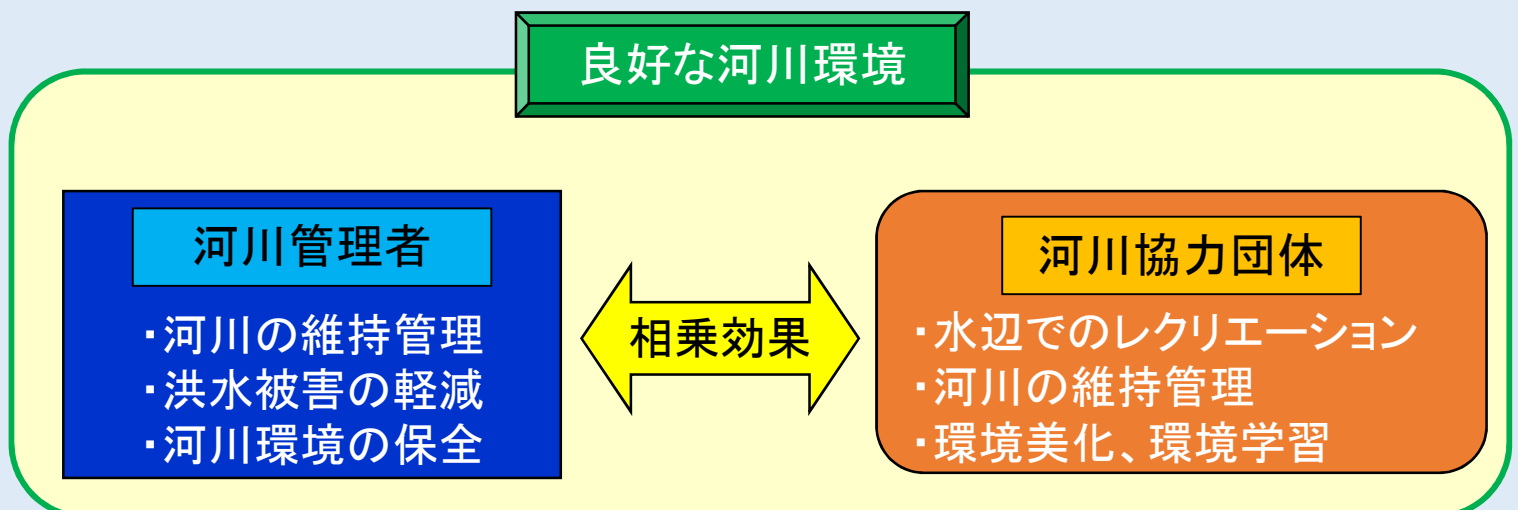 良好な河川環境
河川管理者
・河川の維持管理
・洪水被害の軽減
・河川環境の保全
相乗効果
河川協力団体
・水辺でのレクリエーション
・河川の維持管理
・環境美化、環境学習